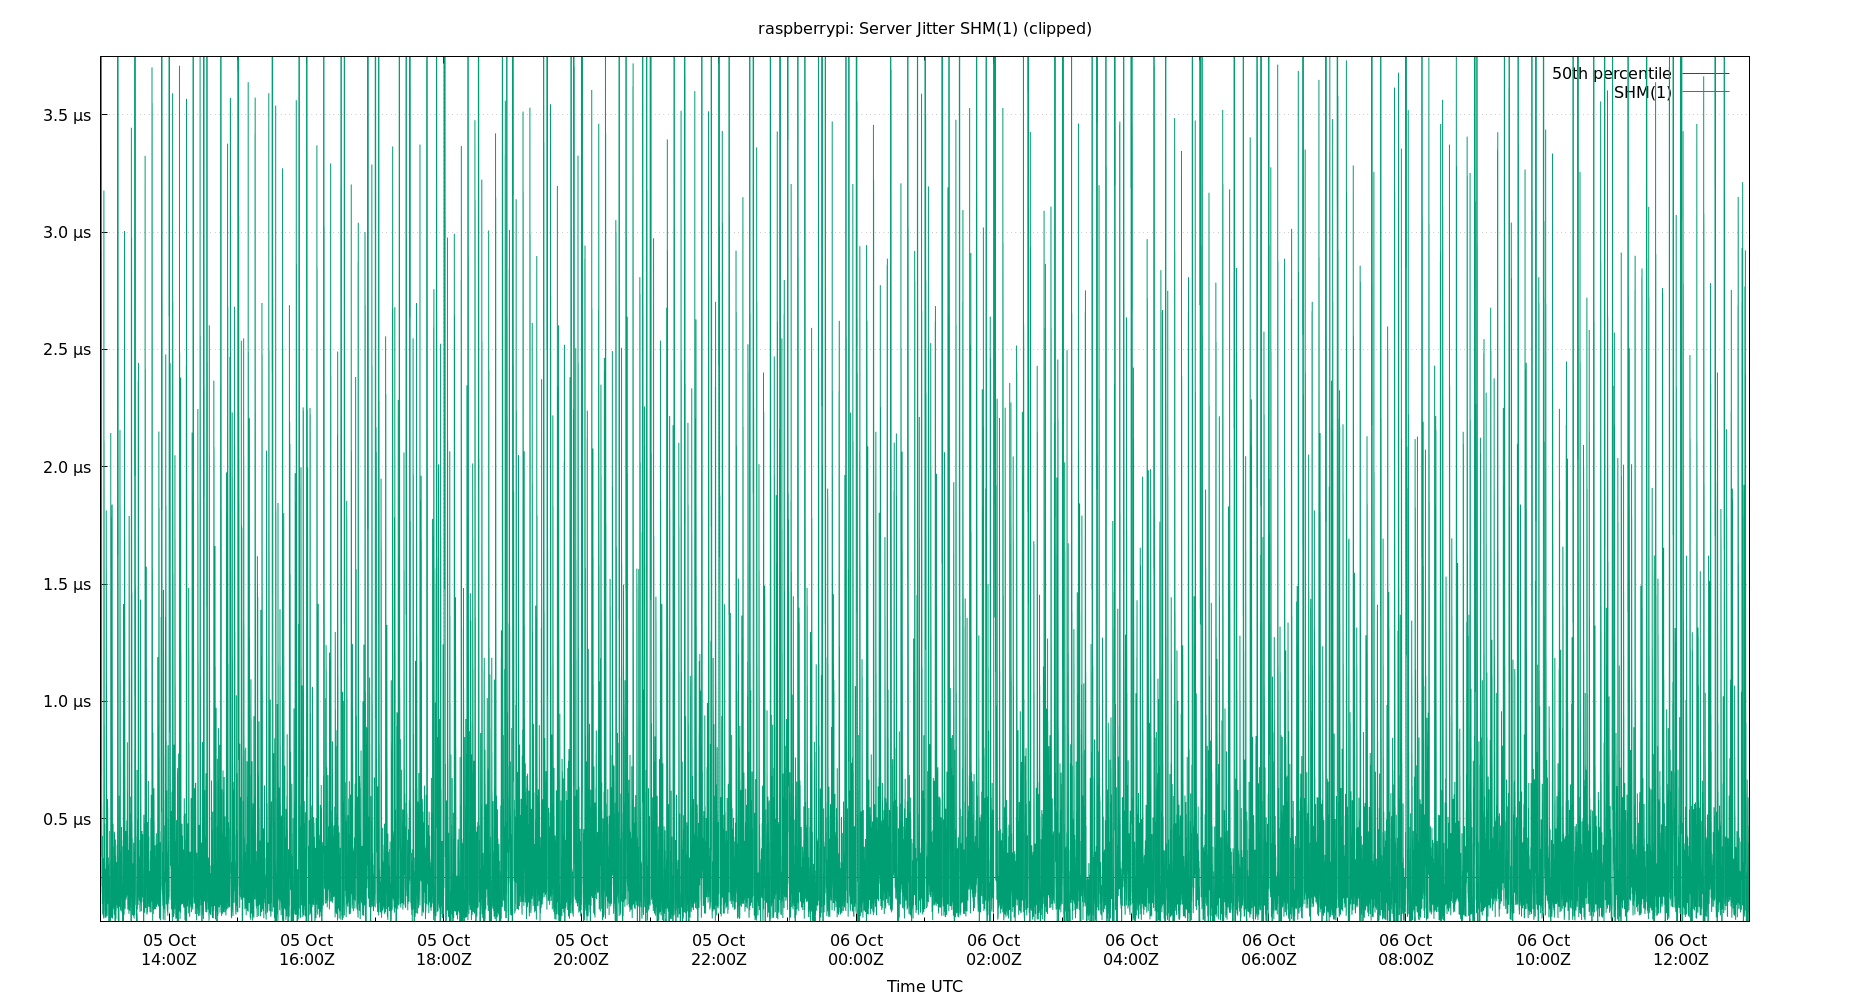 raspberrypi: Server Jitter SHM(1) (clipped)
50th percentile
SHM(1)
3.5 µs
3.0 µs
2.5 µs
2.0 µs
1.5 µs
1.0 µs
0.5 µs
05 Oct 05 Oct 05 Oct 05 Oct 05 Oct 06 Oct 06 Oct 06 Oct 06 Oct 06 Oct 06 Oct 06 Oct
14:00Z 16:00Z 18:00Z 20:00Z 22:00Z 00:00Z 02:00Z 04:00Z 06:00Z 08:00Z 10:00Z 12:00Z
Time UTC